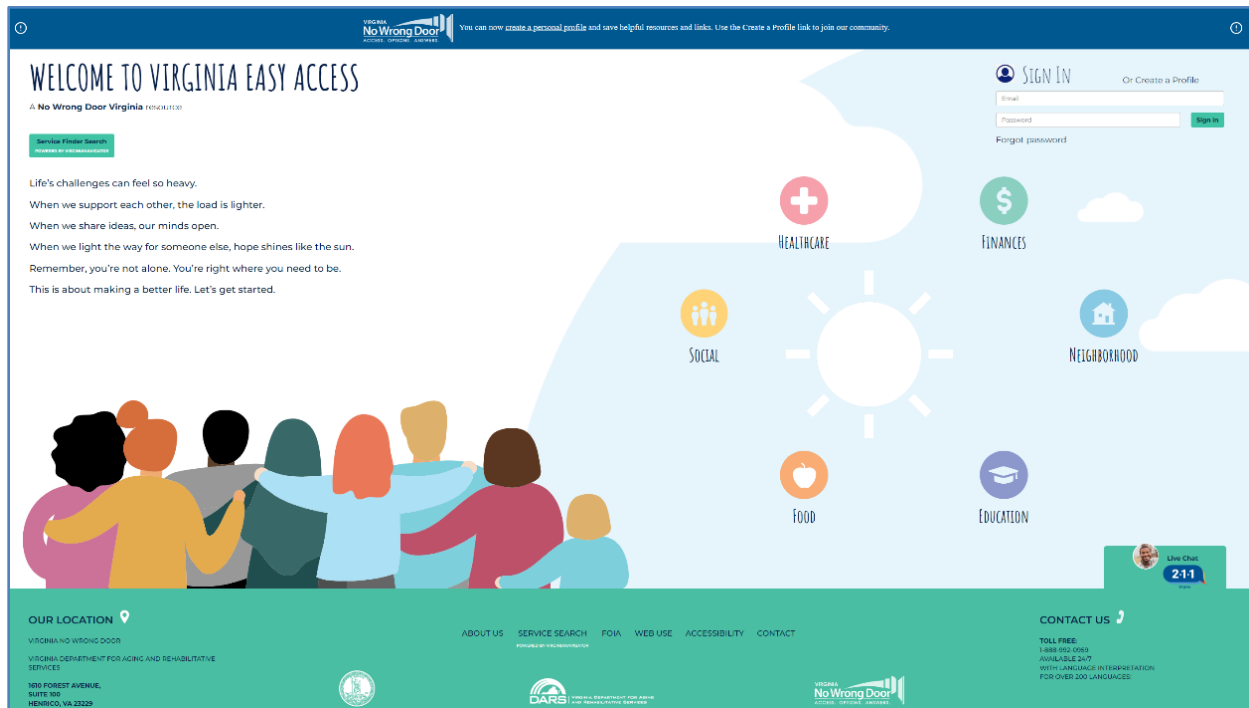 VIRGINIA
No Wrong Door
ACCESS. OPTIONS. ANSWERS.
You can now create a personal profile and save helpful resources and links. Use the Create a Profile link to join our community.
WELCOME TO VIRGINIA EASY ACCESS
A No Wrong Door Virginia resource
Service Finder Search
POWERED BY VIRGINIANAVIGATOR
Life's challenges can feel so heavy.
When we support each other, the load is lighter.
When we share ideas, our minds open.
When we light the way for someone else, hope shines like the sun.
Remember, you're not alone. You're right where you need to be.
This is about making a better life. Let's get started.
SIGN IN
Or Create a Profile
Email
Password
Sign In
Forgot password
HEALTHCARE
FINANCES
SOCIAL
NEIGHBORHOOD
FOOD
EDUCATION
Live Chat
2·1·1
OUR LOCATION
VIRGINIA NO WRONG DOOR
VIRGINIA DEPARTMENT FOR AGING AND REHABILITATIVE
SERVICES
1610 FOREST AVENUE,
SUITE 100
HENRICO, VA 23229
ABOUT US
SERVICE SEARCH
POWERED BY VIRGINIANAVIGATOR
FOIA
WEB USE
ACCESSIBILITY
CONTACT
DARS
VIRGINIA DEPARTMENT FOR AGING
AND REHABILITATIVE SERVICES
VIRGINIA
No Wrong Door
ACCESS. OPTIONS. ANSWERS.
CONTACT US
TOLL FREE:
AVAILABLE 24/7
WITH LANGUAGE INTERPRETATION
FOR OVER 200 LANGUAGES